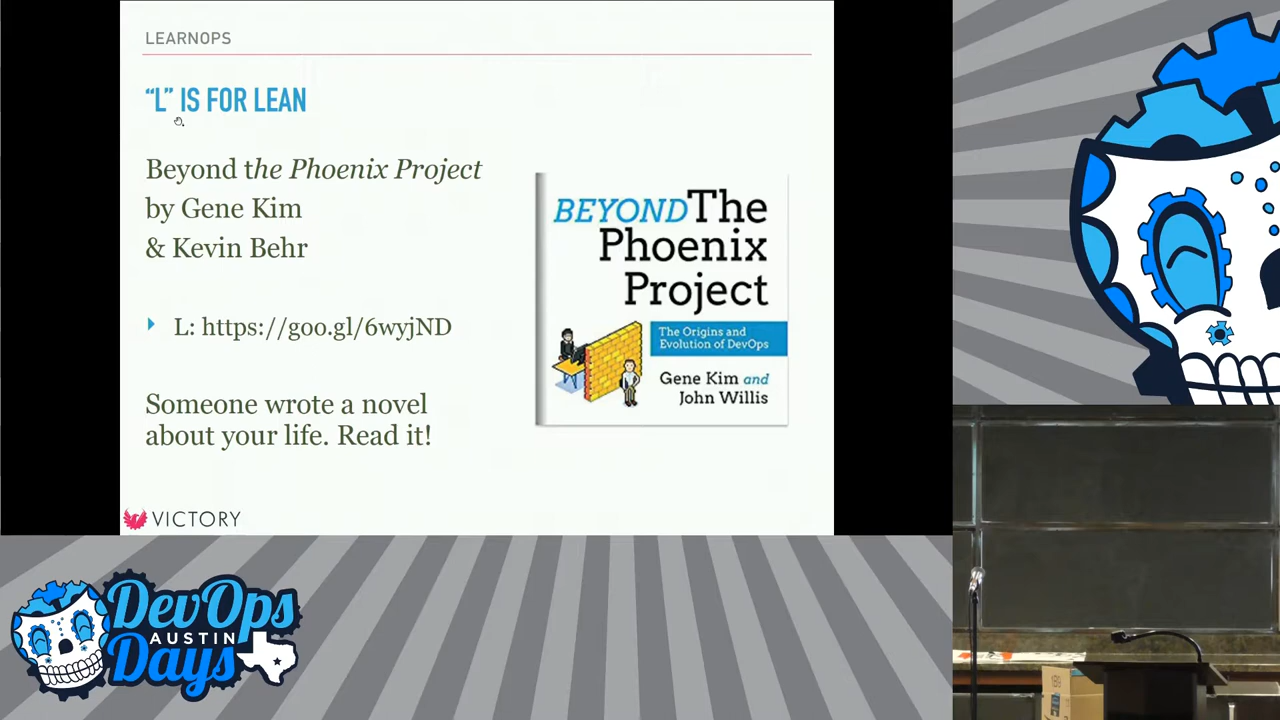 LEARNOPS
“L” IS FOR LEAN
Beyond the Phoenix Project
by Gene Kim
& Kevin Behr
L: https://goo.gl/6wyjND
Someone wrote a novel
about your life. Read it!
BEYOND The
Phoenix
Project
The Origins and
Evolution of DevOps
Gene Kim and
John Willis
VICTORY
DevOps
AUSTIN
Days